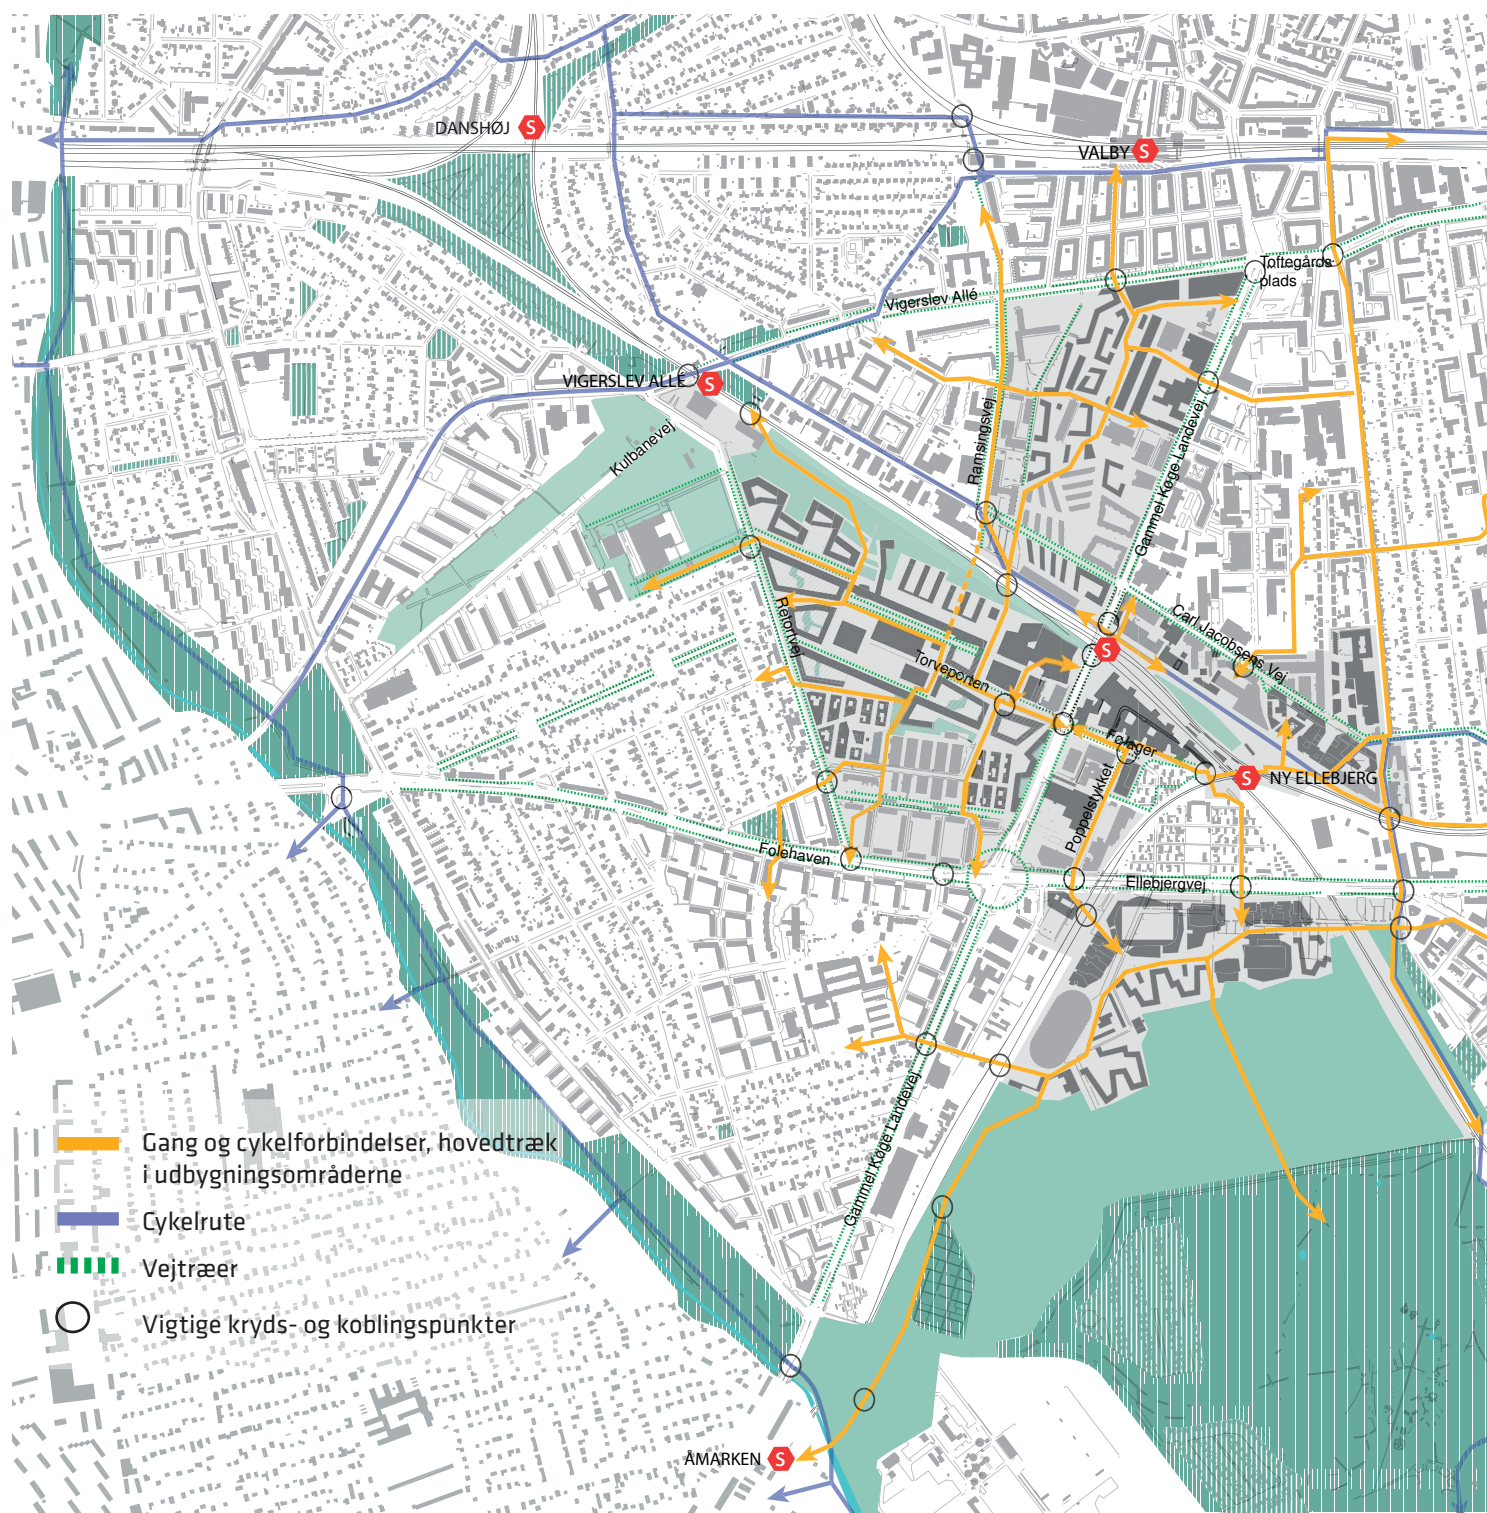 DANSHØJ S
VALBY S
Toftegårds
plads
Vigerslev Allé
VIGERSLEV ALLE S
Kulbanevej
Ramsingsvej
Gammel Køge Landevej
Retortvej
Torveporten
S
Carl Jacobsens Vej
Følager
S NY ELLEBJERG
Poppelstykket
Folehaven
Ellebjergvej
Gammel Køge Landevej
Gang og cykelforbindelser, hovedtræk
i udbygningsområderne
Cykelrute
Vejtræer
Vigtige kryds- og koblingspunkter
ÅMARKEN S